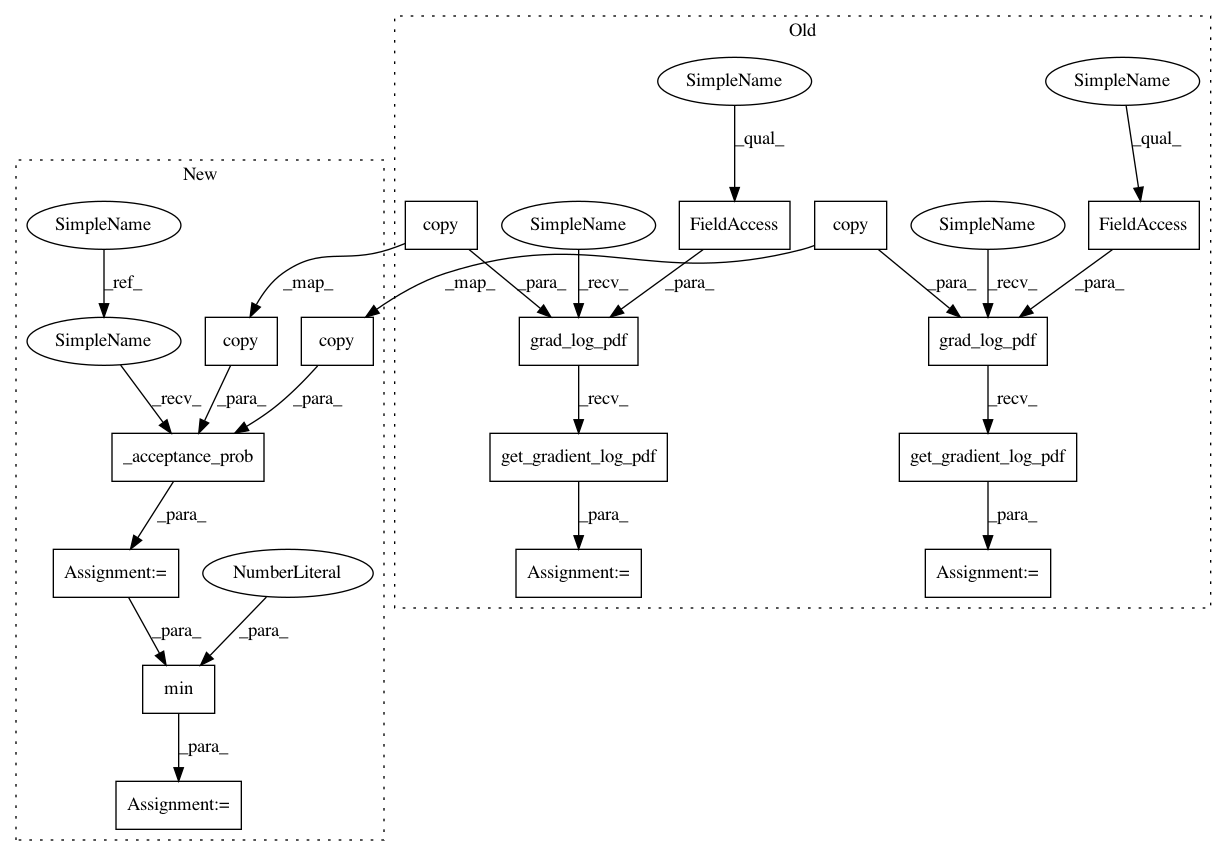 Old
SimpleName
SimpleName
_qual_
_qual_
New
SimpleName
copy
SimpleName
FieldAccess
copy
SimpleName
FieldAccess
_ref_
_map_
_map_
_para_
_recv_
_para_
_para_
_recv_
_para_
SimpleName
copy
copy
grad_log_pdf
grad_log_pdf
_recv_
_para_
_para_
_recv_
_recv_
_acceptance_prob
get_gradient_log_pdf
get_gradient_log_pdf
_para_
_para_
_para_
Assignment:=
NumberLiteral
Assignment:=
Assignment:=
_para_
_para_
min
_para_
Assignment:=